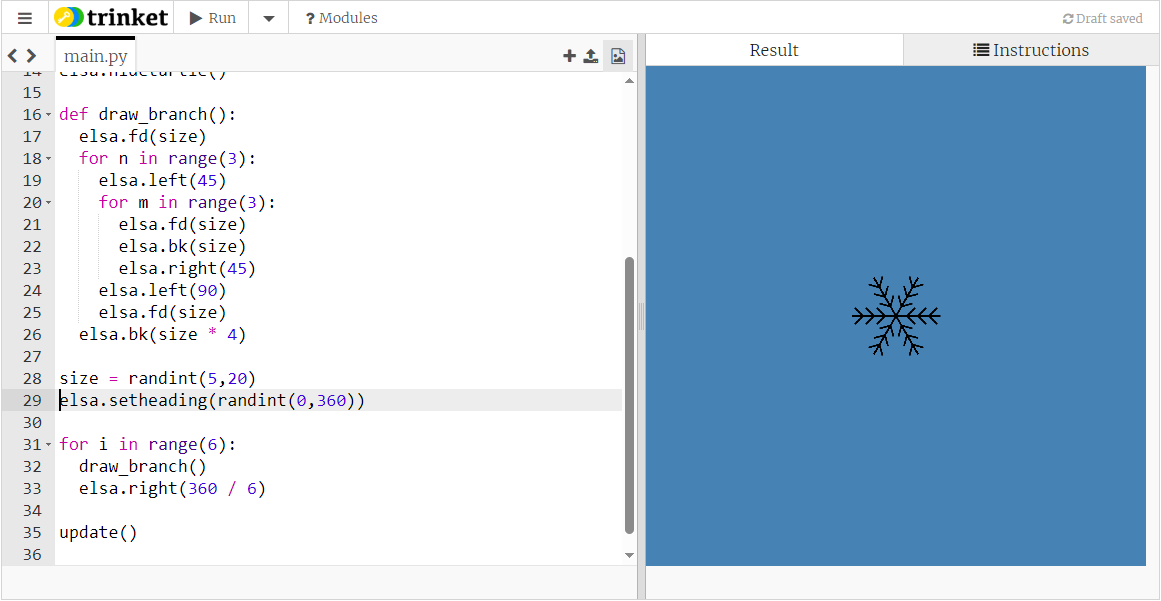 trinket Run ? Modules Draft saved
main.py Result Instructions
14 elsa.hideturtle()
15
16 def draw_branch():
17 elsa.fd(size)
18 for n in range(3):
19 elsa.left(45)
20 for m in range(3):
21 elsa.fd(size)
22 elsa.bk(size)
23 elsa.right(45)
24 elsa.left(90)
25 elsa.fd(size)
26 elsa.bk(size * 4)
27
28 size = randint(5,20)
29 elsa.setheading(randint(0,360))
30
31 for i in range(6):
32 draw_branch()
33 elsa.right(360 / 6)
34
35 update()
36